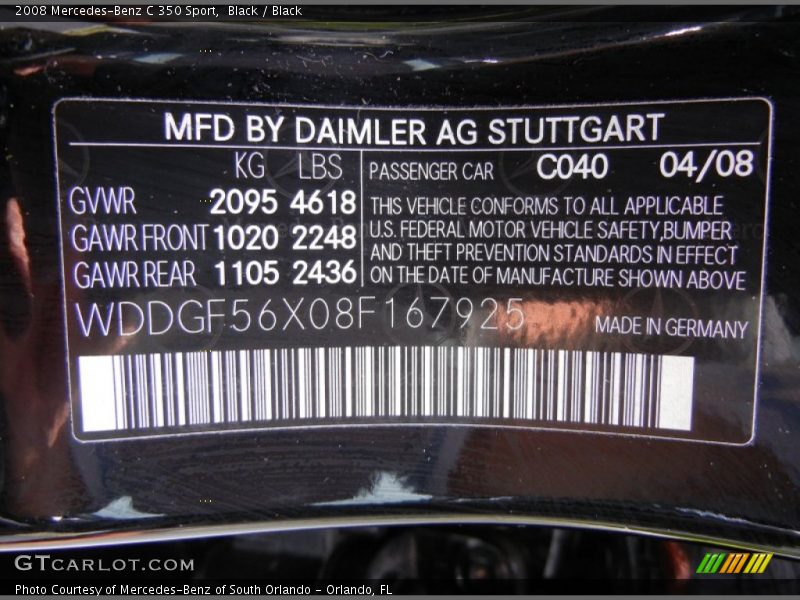 2008 Mercedes-Benz C 350 Sport,  Black / Black
MFD BY DAIMLER AG STUTTGART
KG LBS
GVWR 2095 4618
GAWR FRONT 1020 2248
GAWR REAR 1105 2436
PASSENGER CAR C040 04/08
THIS VEHICLE CONFORMS TO ALL APPLICABLE
U.S. FEDERAL MOTOR VEHICLE SAFETY,BUMPER
AND THEFT PREVENTION STANDARDS IN EFFECT
ON THE DATE OF MANUFACTURE SHOWN ABOVE
WDDGF56X08F167925
MADE IN GERMANY
GTCARLOT.COM
Photo Courtesy of Mercedes-Benz of South Orlando - Orlando, FL